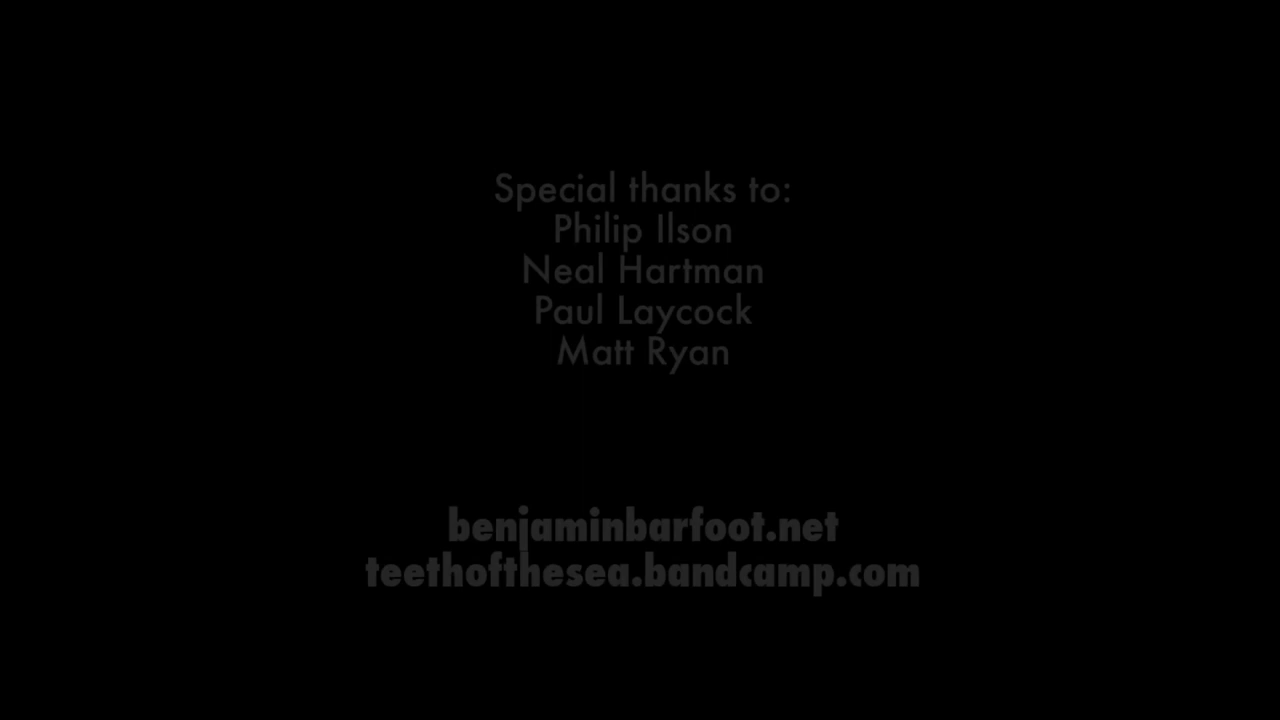 Special thanks to:
Philip Ilson
Neal Hartman
Paul Laycock
Matt Ryan
benjaminbarfoot.net
teethofthesea.bandcamp.com